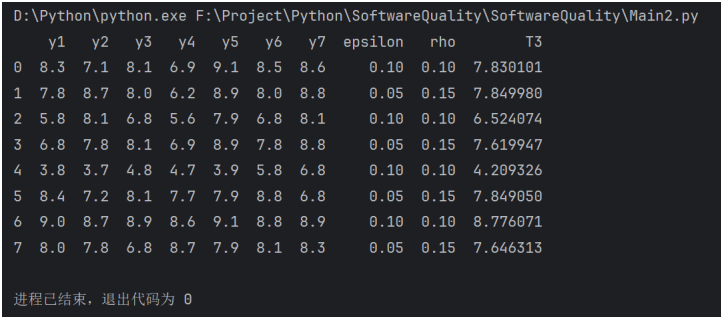 D:\Python\python.exe F:\Project\Python\SoftwareQuality\SoftwareQuality\Main2.py
y1 y2 y3 y4 y5 y6 y7 epsilon rho T3
0 8.3 7.1 8.1 6.9 9.1 8.5 8.6 0.10 0.10 7.830101
1 7.8 8.7 8.0 6.2 8.9 8.0 8.8 0.05 0.15 7.849980
2 5.8 8.1 6.8 5.6 7.9 6.8 8.1 0.10 0.10 6.524074
3 6.8 7.8 8.1 6.9 8.9 7.8 8.8 0.05 0.15 7.619947
4 3.8 3.7 4.8 4.7 3.9 5.8 6.8 0.10 0.10 4.209326
5 8.4 7.2 8.1 7.7 7.9 8.8 6.8 0.05 0.15 7.849050
6 9.0 8.7 8.9 8.6 9.1 8.8 8.9 0.10 0.10 8.776071
7 8.0 7.8 6.8 8.7 7.9 8.1 8.3 0.05 0.15 7.646313
进程已结束，退出代码为 0